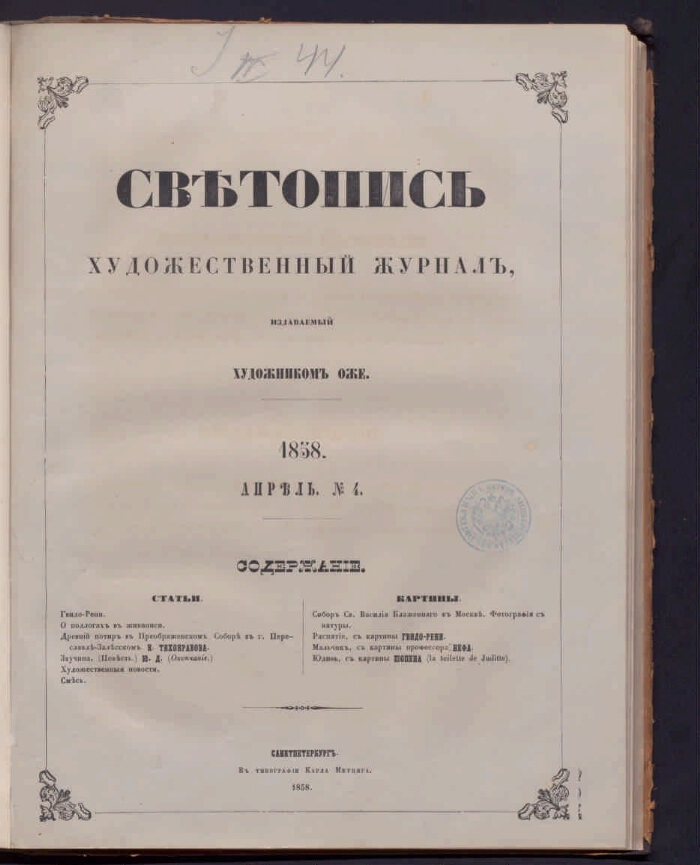 44.
СВѢТОПИСЬ
ХУДОЖЕСТВЕННЫЙ ЖУРНАЛЪ,
ИЗДАВАЕМЫЙ
ХУДОЖНИКОМЪ ОЖЕ.
1858.
АПРѢЛЬ. № 4.
СОДЕРЖАНІЕ.
СТАТЬИ.
Гвидо-Рени.
О подлогахъ въ живописи.
Древній потиръ въ Преображенскомъ Соборѣ въ г. Пере-
славлѣ-Залѣсскомъ. К. ТИХОНРАВОВА.
Заучина. (Повѣсть.) Ю. Д. (Окончаніе.)
Художественныя новости.
Смѣсь.
КАРТИНЫ.
Соборъ Св. Василія Блаженнаго въ Москвѣ. Фотографія съ
натуры.
Распятіе, съ картины ГВИДО-РЕНИ.
Мальчикъ, съ картины профессора НЕФА.
Юдиѳь, съ картины ШОПЕНА (la toilette de Juditte).
САНКТПЕТЕРБУРГЪ.
Въ типографіи Карла Метцига.
1858.